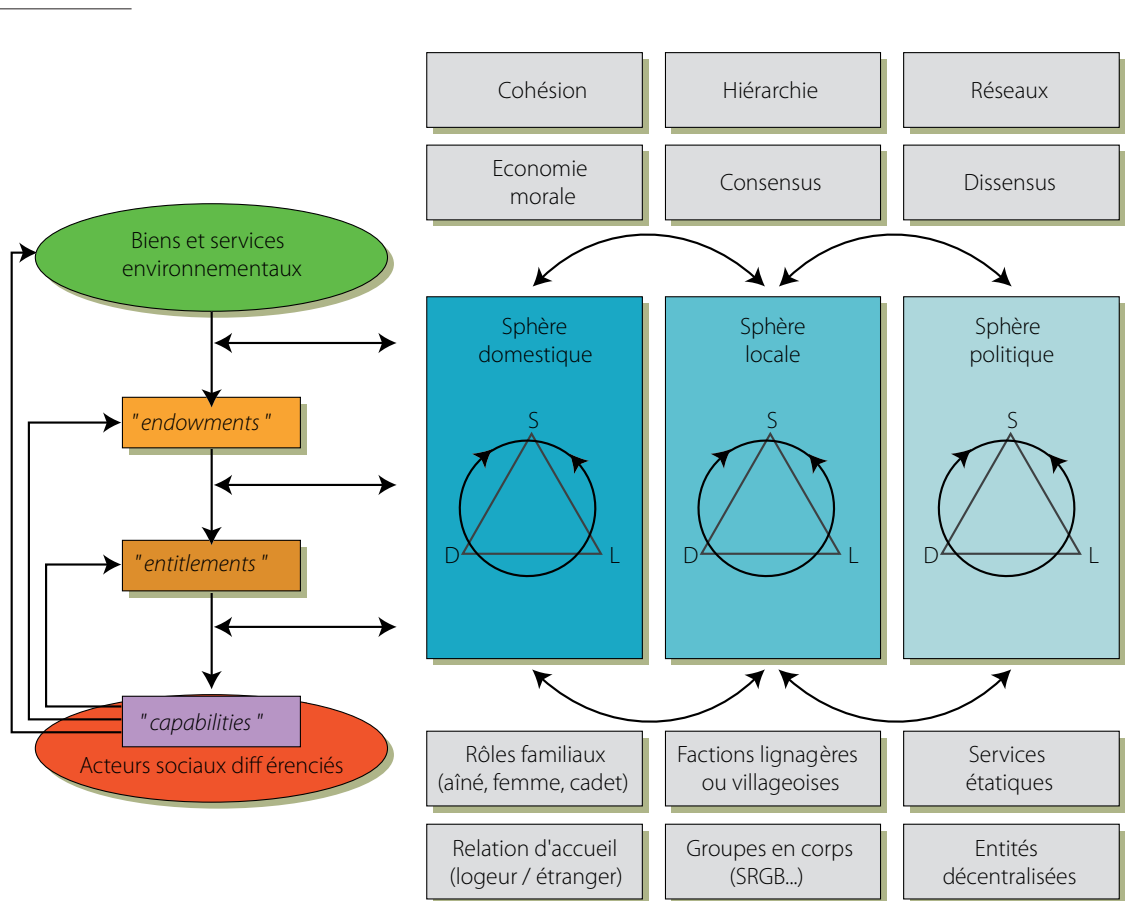 Cohésion
Hiérarchie
Réseaux
Economie
morale
Consensus
Dissensus
Biens et services
environnementaux
"endowments"
"entitlements"
"capabilities"
Acteurs sociaux diff érenciés
Sphère
domestique
S
D
L
Sphère
locale
S
D
L
Sphère
politique
S
D
L
Rôles familiaux
(aîné, femme, cadet)
Factions lignagères
ou villageoises
Services
étatiques
Relation d'accueil
(logeur / étranger)
Groupes en corps
(SRGB...)
Entités
décentralisées